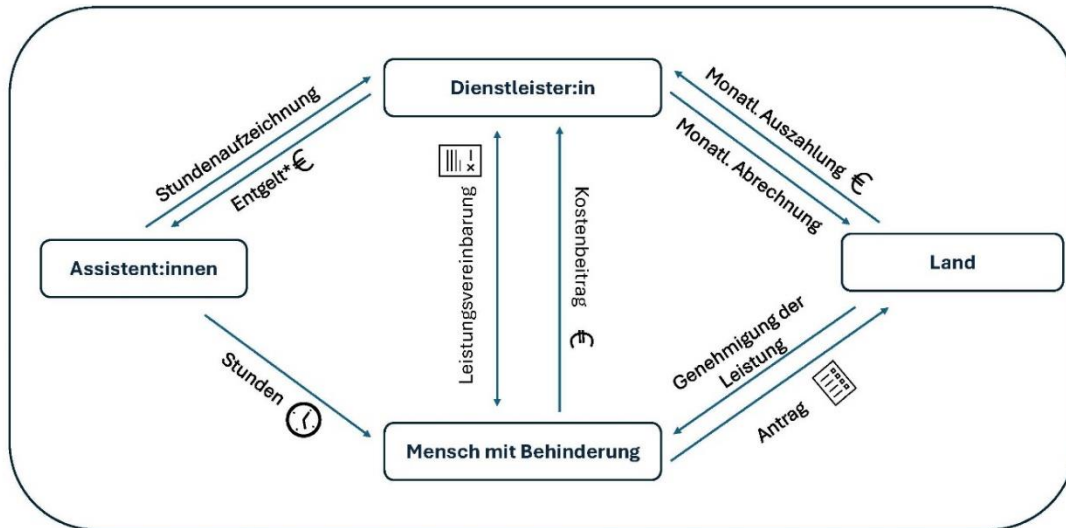 Dienstleister:in
Stundenaufzeichnung
Entgelt*€
Monatl. Auszahlung €
Monatl. Abrechnung
Leistungsvereinbarung
Kostenbeitrag €
Assistent:innen
Land
Stunden
Genehmigung der
Leistung
Antrag
Mensch mit Behinderung